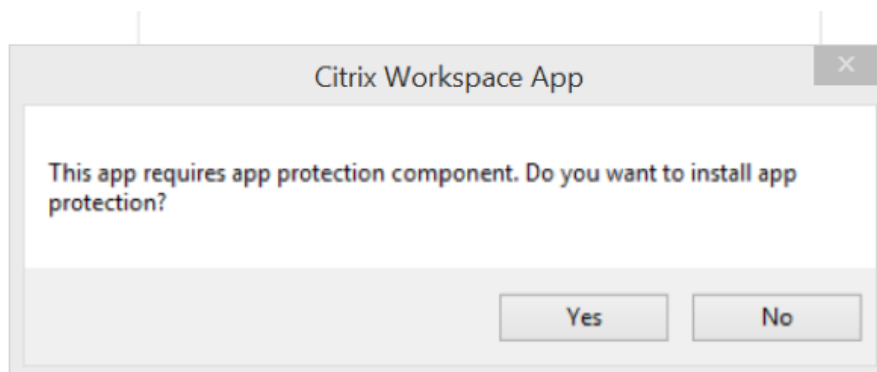 Citrix Workspace App
This app requires app protection component. Do you want to install app
protection?
Yes
No